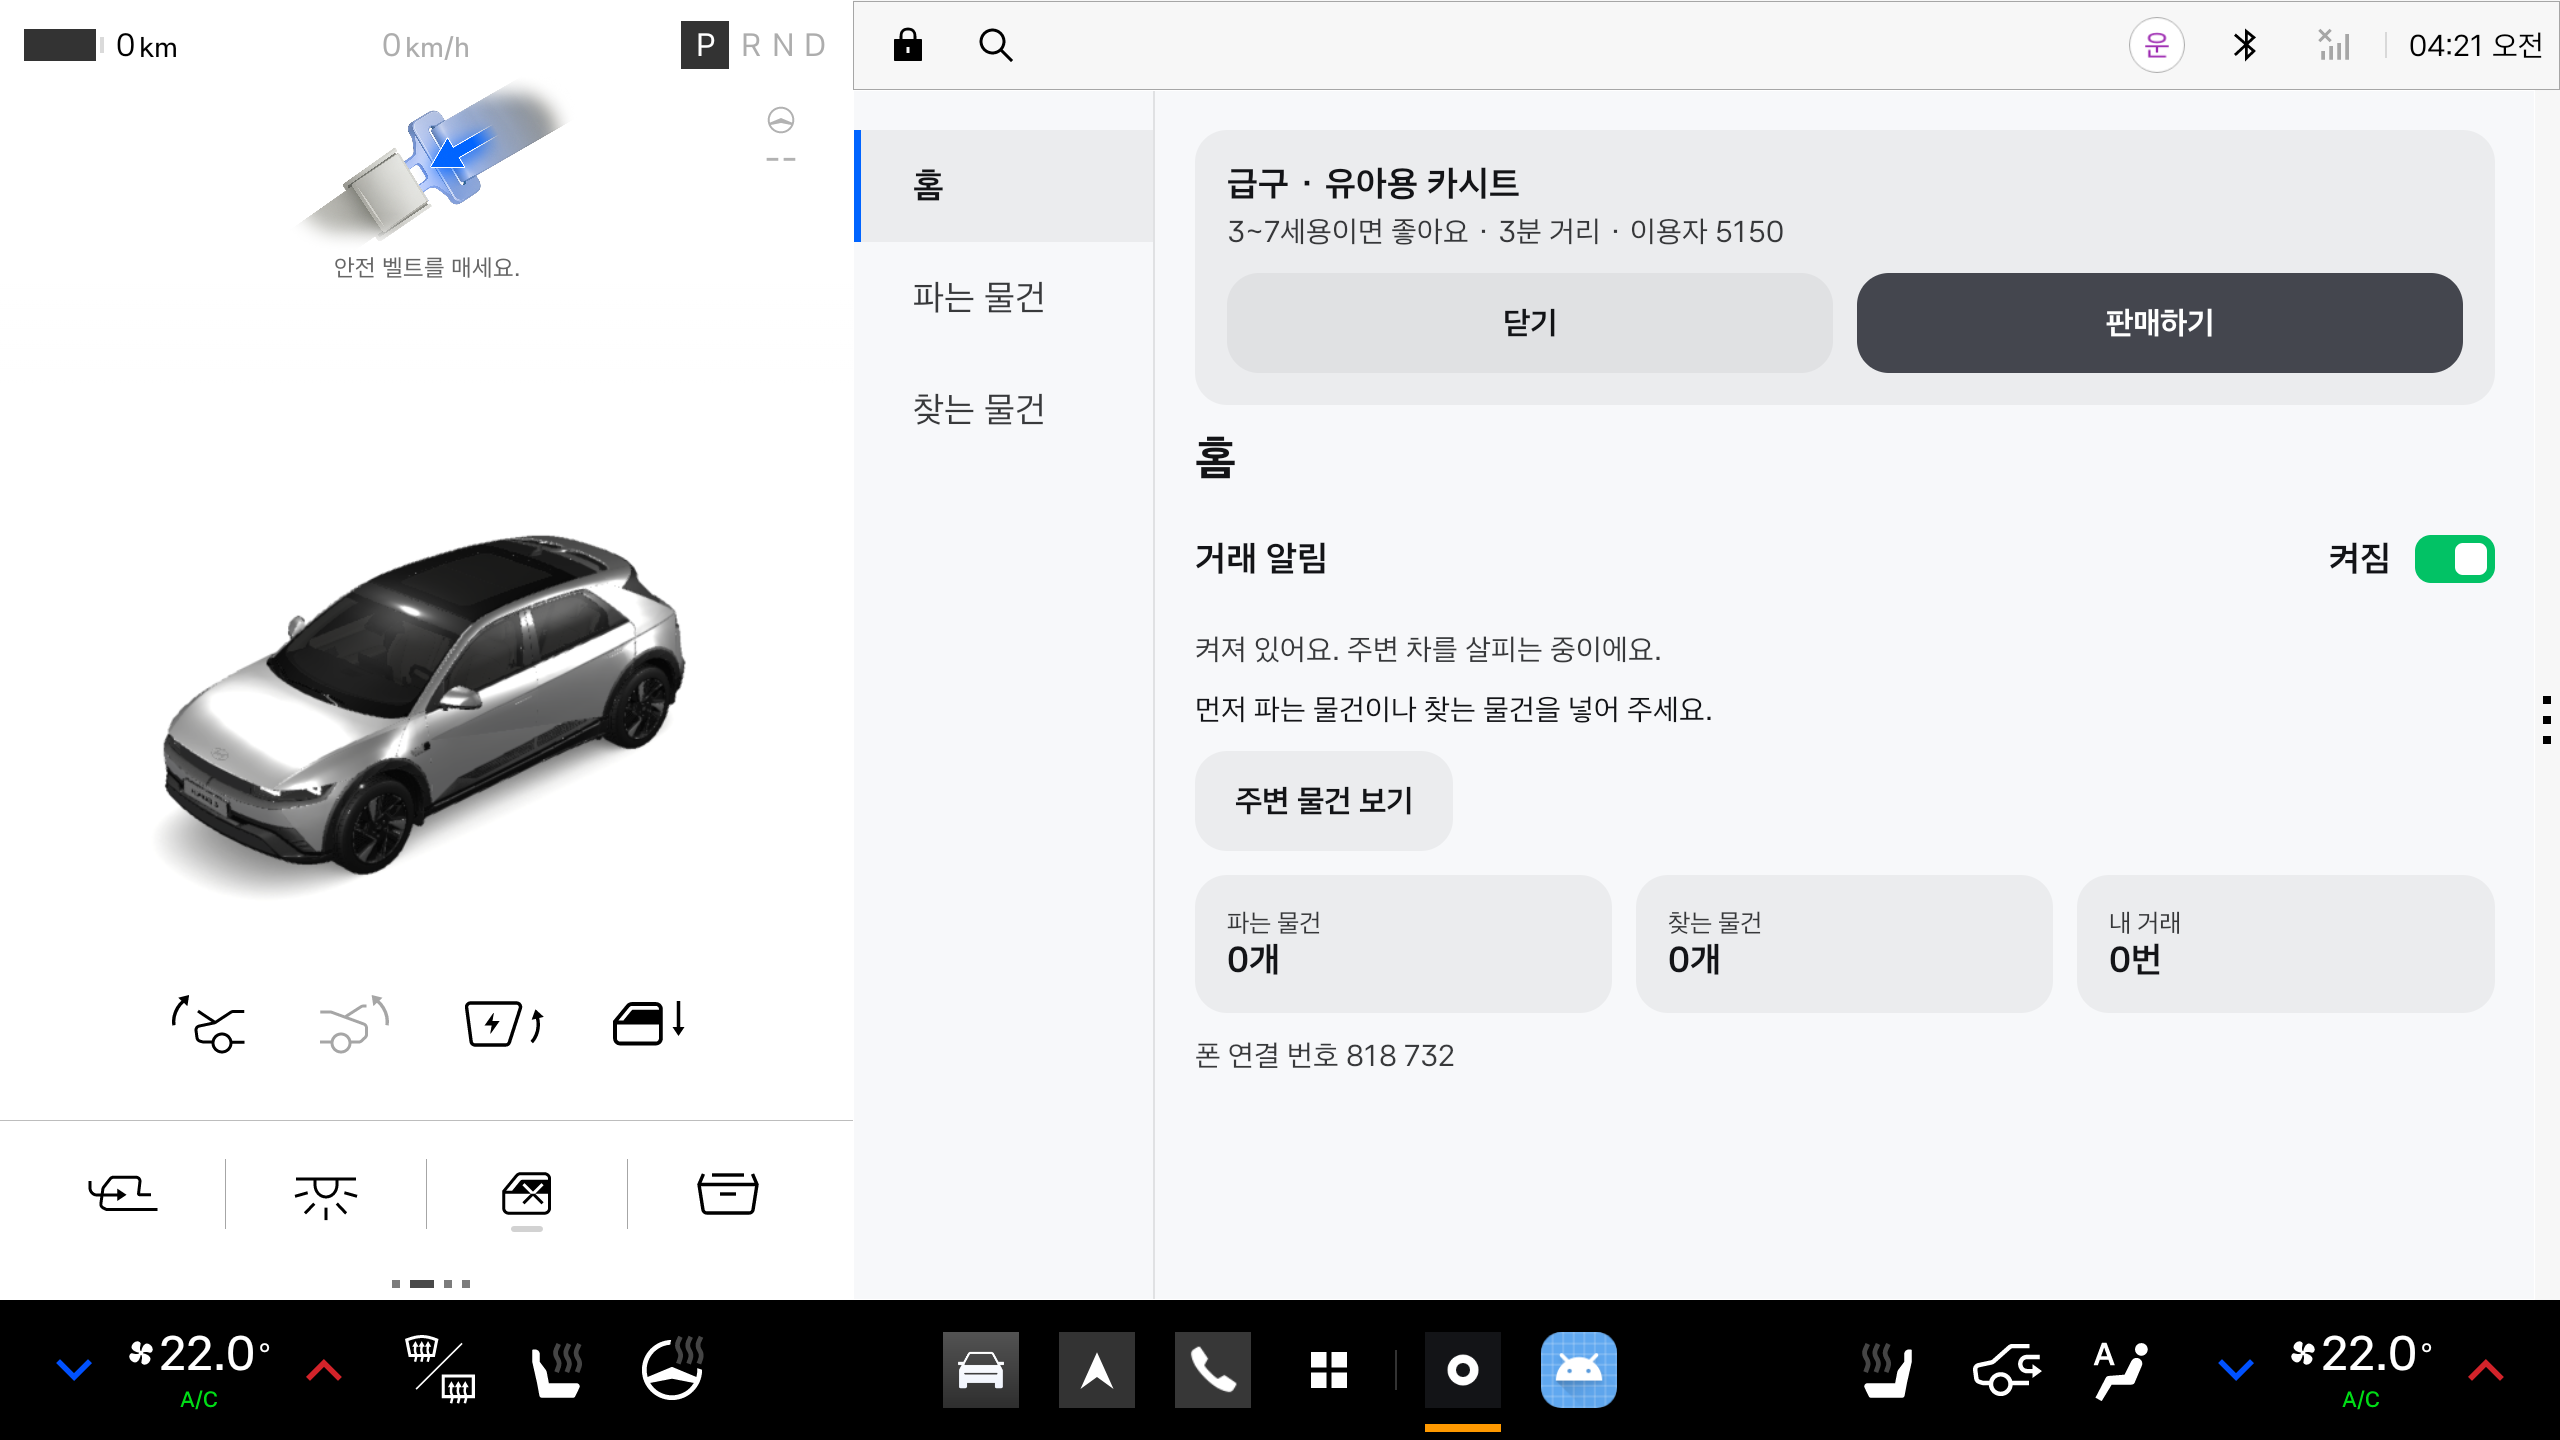 0 km
0 km/h
P R N D
안전 벨트를 매세요.
운
04:21 오전
홈
파는 물건
찾는 물건
급구 · 유아용 카시트
3~7세용이면 좋아요 · 3분 거리 · 이용자 5150
닫기
판매하기
홈
거래 알림
켜짐
켜져 있어요. 주변 차를 살피는 중이에요.
먼저 파는 물건이나 찾는 물건을 넣어 주세요.
주변 물건 보기
파는 물건
0개
찾는 물건
0개
내 거래
0번
폰 연결 번호 818 732
22.0°
A/C
A
22.0°
A/C